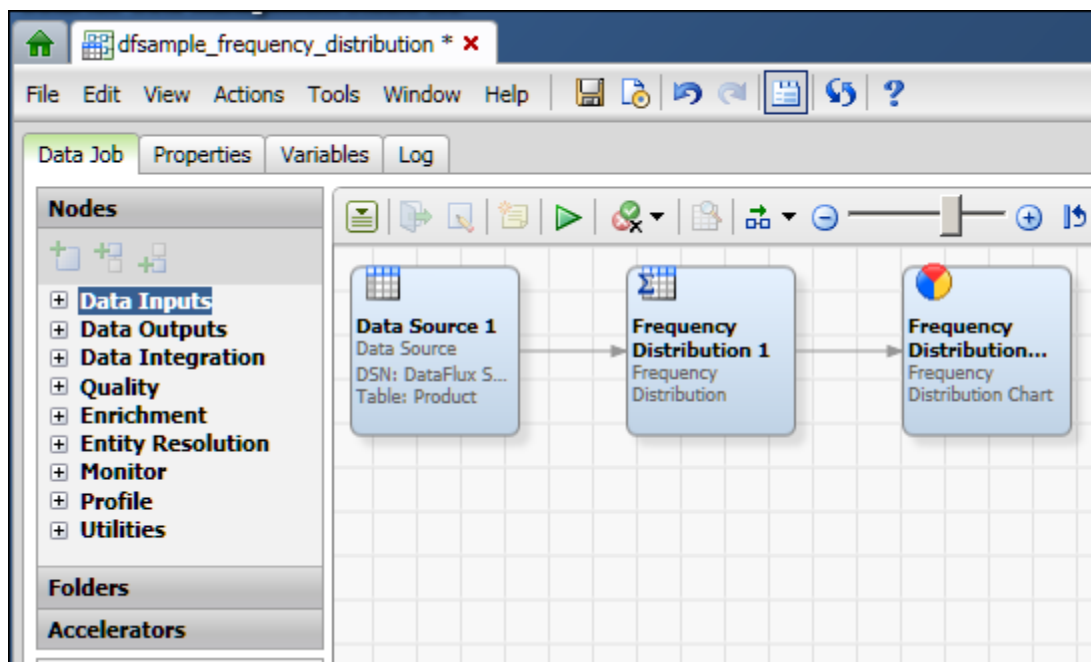 dfsample_frequency_distribution *
File Edit View Actions Tools Window Help
Data Job Properties Variables Log
Nodes
Data Inputs
Data Outputs
Data Integration
Quality
Enrichment
Entity Resolution
Monitor
Profile
Utilities
Folders
Accelerators
Data Source 1
Data Source
DSN: DataFlux S...
Table: Product
Frequency
Distribution 1
Frequency
Distribution
Frequency
Distribution...
Frequency
Distribution Chart